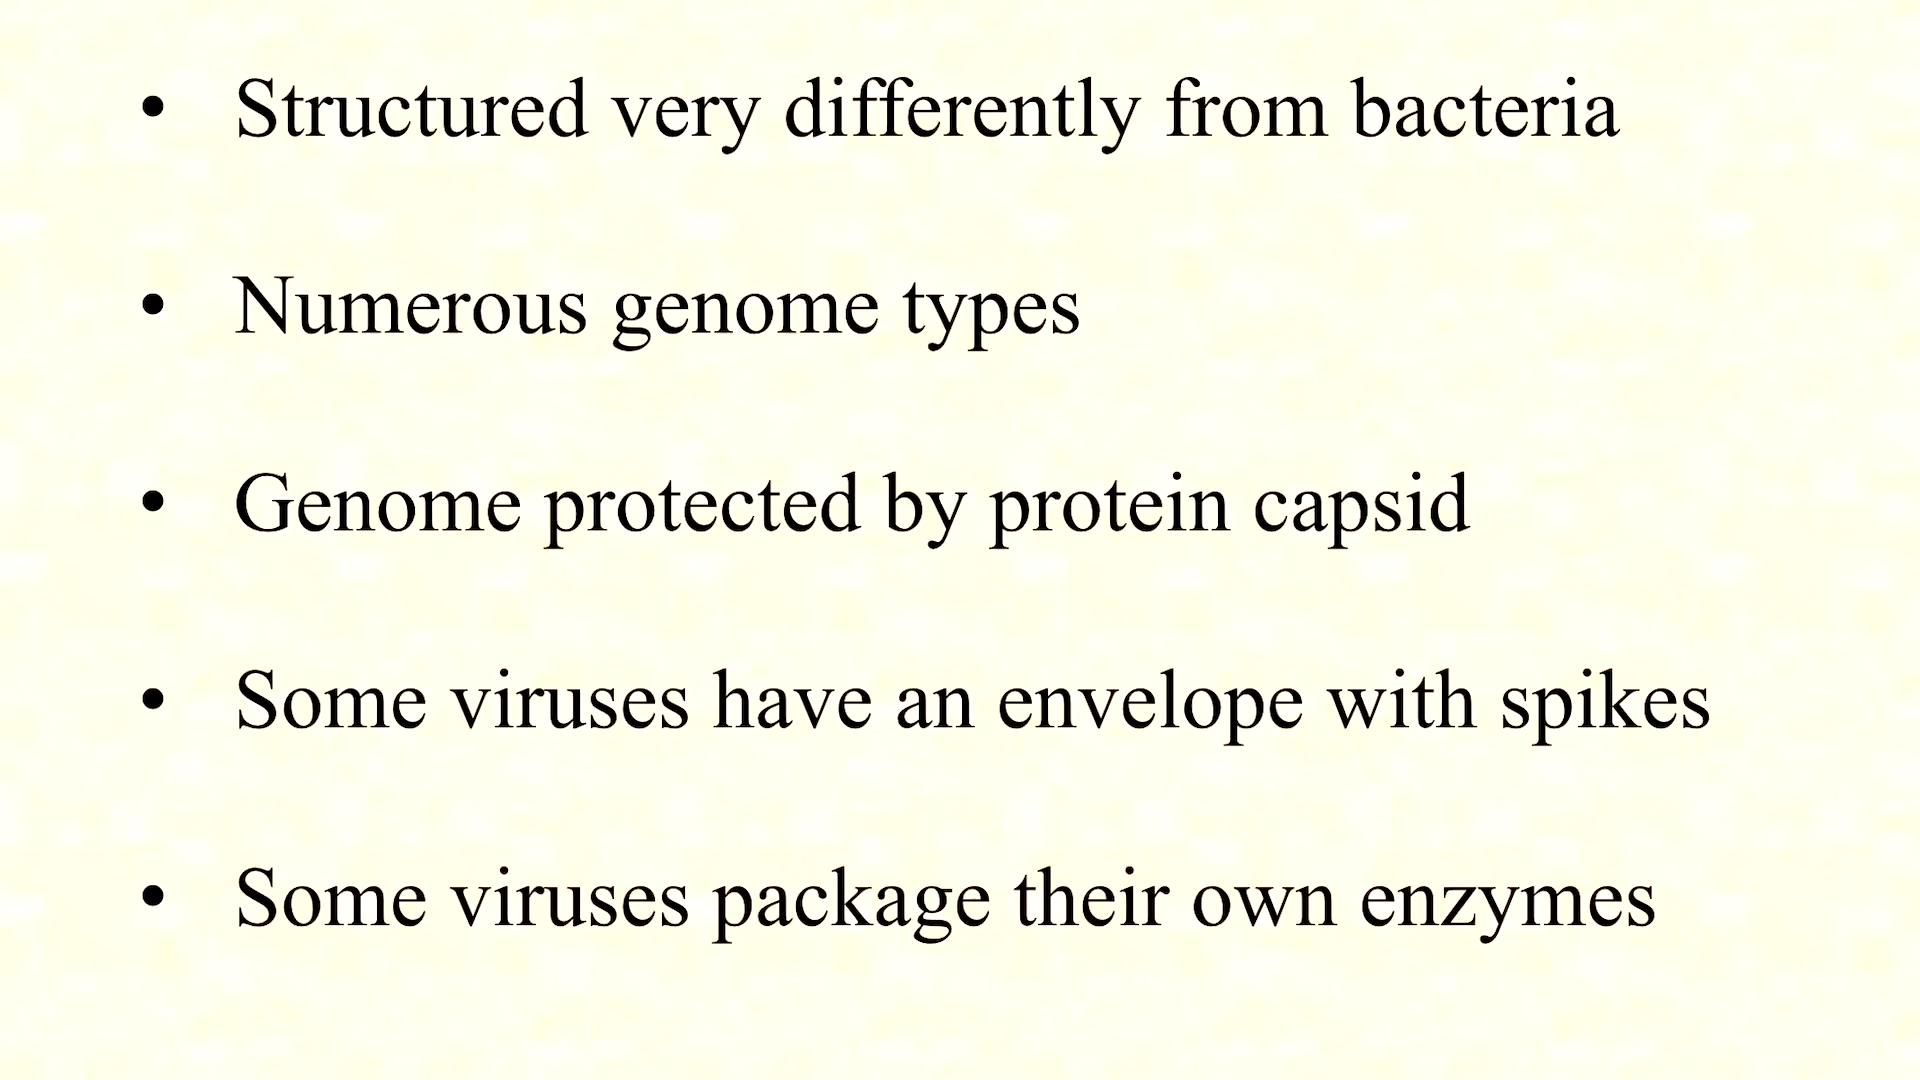 • Structured very differently from bacteria
• Numerous genome types
• Genome protected by protein capsid
• Some viruses have an envelope with spikes
• Some viruses package their own enzymes